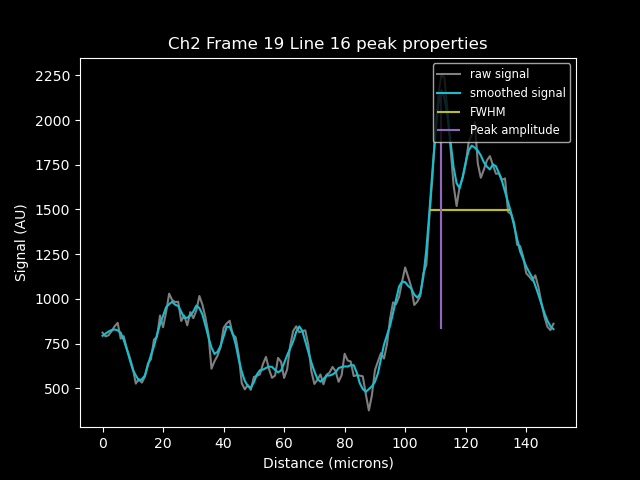 Ch2 Frame 19 Line 16 peak properties
raw signal
smoothed signal
FWHM
Peak amplitude
Signal (AU)
2250
2000
1750
1500
1250
1000
750
500
0 20 40 60 80 100 120 140
Distance (microns)